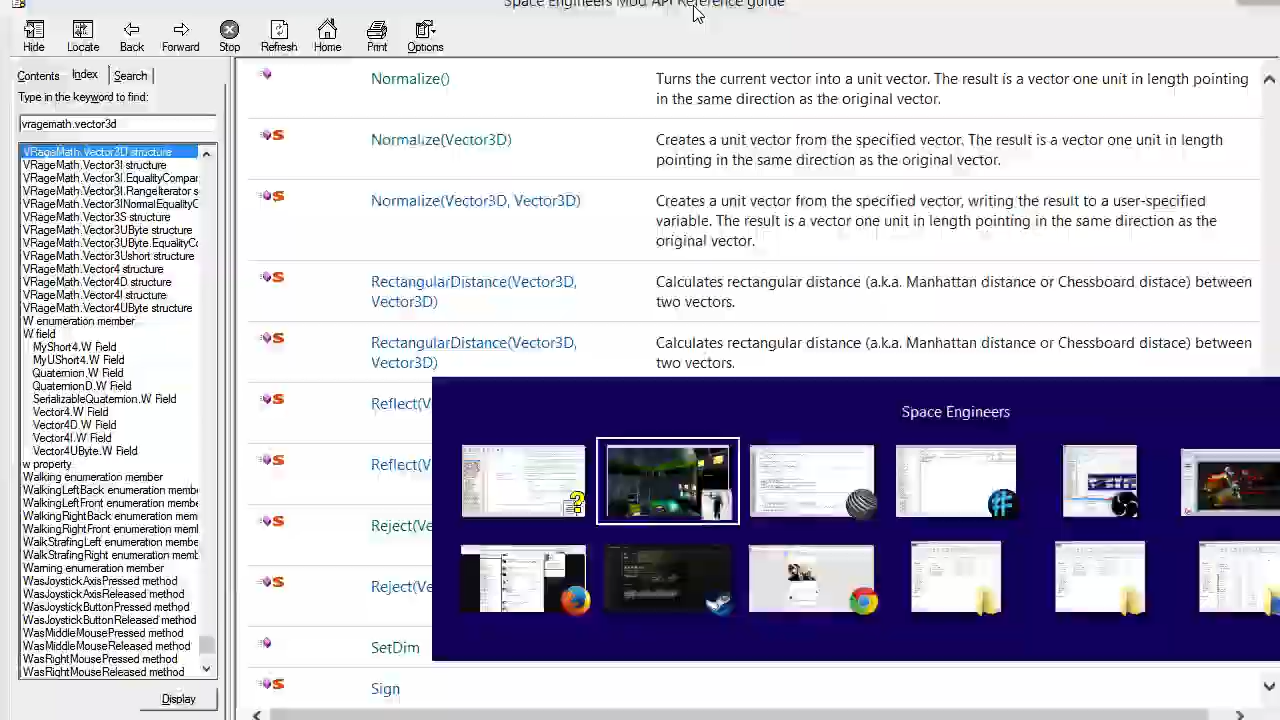 Space Engineers Mod API Reference guide
Hide Locate Back Forward Stop Refresh Home Print Options
Contents Index Search
Type in the keyword to find:
vragemath.vector3d
VRageMath.Vector3D structure
VRageMath.Vector3I structure
VRageMath.Vector3I.EqualityCompar
VRageMath.Vector3I.RangeIterator s
VRageMath.Vector3INormalEqualityC
VRageMath.Vector3S structure
VRageMath.Vector3UByte structure
VRageMath.Vector3UByte.EqualityCo
VRageMath.Vector3Ushort structure
VRageMath.Vector4 structure
VRageMath.Vector4D structure
VRageMath.Vector4I structure
VRageMath.Vector4UByte structure
W enumeration member
W field
MyShort4.W Field
MyUShort4.W Field
Quaternion.W Field
QuaternionD.W Field
SerializableQuaternion.W Field
Vector4.W Field
Vector4D.W Field
Vector4I.W Field
Vector4UByte.W Field
w property
Walking enumeration member
WalkingLeftBack enumeration membe
WalkingLeftFront enumeration membe
WalkingRightBack enumeration mem
WalkingRightFront enumeration meml
WalkStrafingLeft enumeration memb
WalkStrafingRight enumeration memb
Warning enumeration member
WasJoystickAxisPressed method
WasJoystickAxisReleased method
WasJoystickButtonPressed method
WasJoystickButtonReleased method
WasMiddleMousePressed method
WasMiddleMouseReleased method
WasRightMousePressed method
WasRightMouseReleased method
Display
Normalize() Turns the current vector into a unit vector. The result is a vector one unit in length pointing
in the same direction as the original vector.
Normalize(Vector3D) Creates a unit vector from the specified vector. The result is a vector one unit in length
pointing in the same direction as the original vector.
Normalize(Vector3D, Vector3D) Creates a unit vector from the specified vector, writing the result to a user-specified
variable. The result is a vector one unit in length pointing in the same direction as the
original vector.
RectangularDistance(Vector3D, Calculates rectangular distance (a.k.a. Manhattan distance or Chessboard distace) between
Vector3D) two vectors.
RectangularDistance(Vector3D, Calculates rectangular distance (a.k.a. Manhattan distance or Chessboard distace) between
Vector3D) two vectors.
Reflect(V
Reflect(V
Reject(Ve
Reject(Ve
SetDim
Sign
Space Engineers